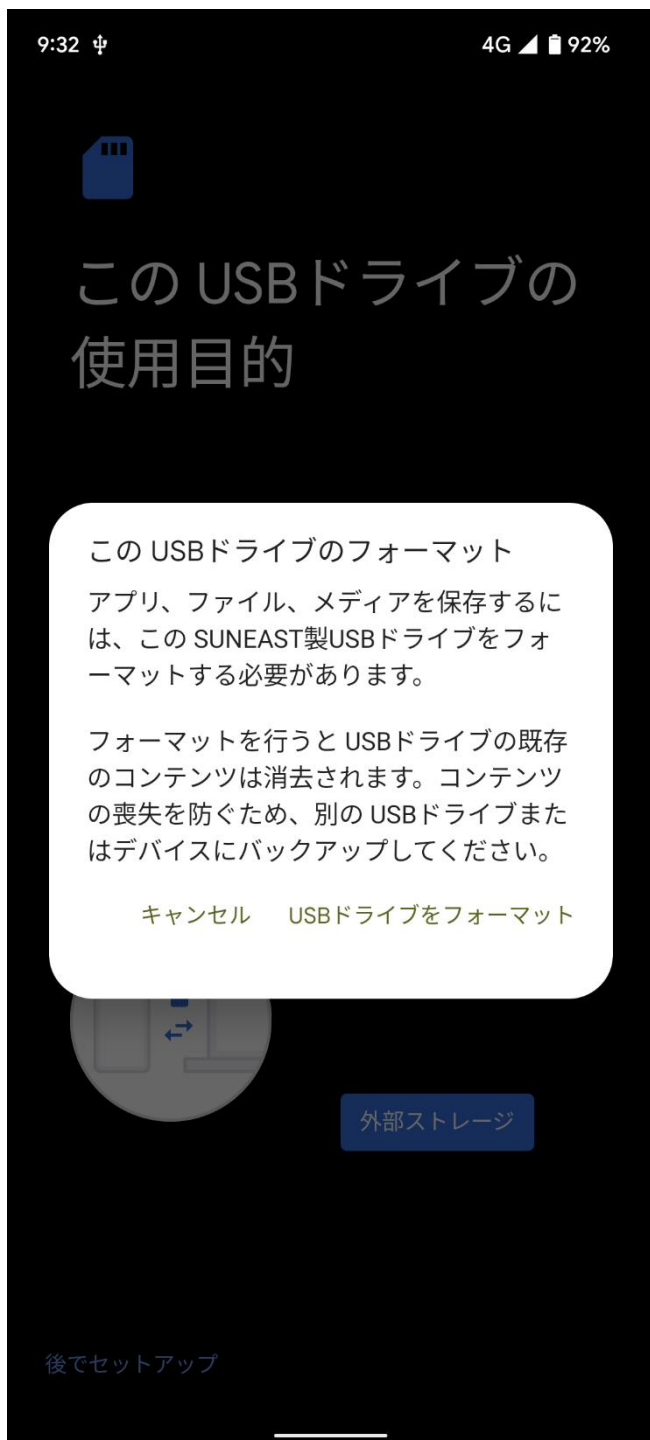 9:32 4G 92%
この USBドライブの
使用目的
この USBドライブのフォーマット
アプリ、ファイル、メディアを保存するに
は、この SUNEAST製USBドライブをフォ
ーマットする必要があります。
フォーマットを行うと USBドライブの既存
のコンテンツは消去されます。コンテンツ
の喪失を防ぐため、別の USBドライブまた
はデバイスにバックアップしてください。
キャンセル USBドライブをフォーマット
外部ストレージ
後でセットアップ